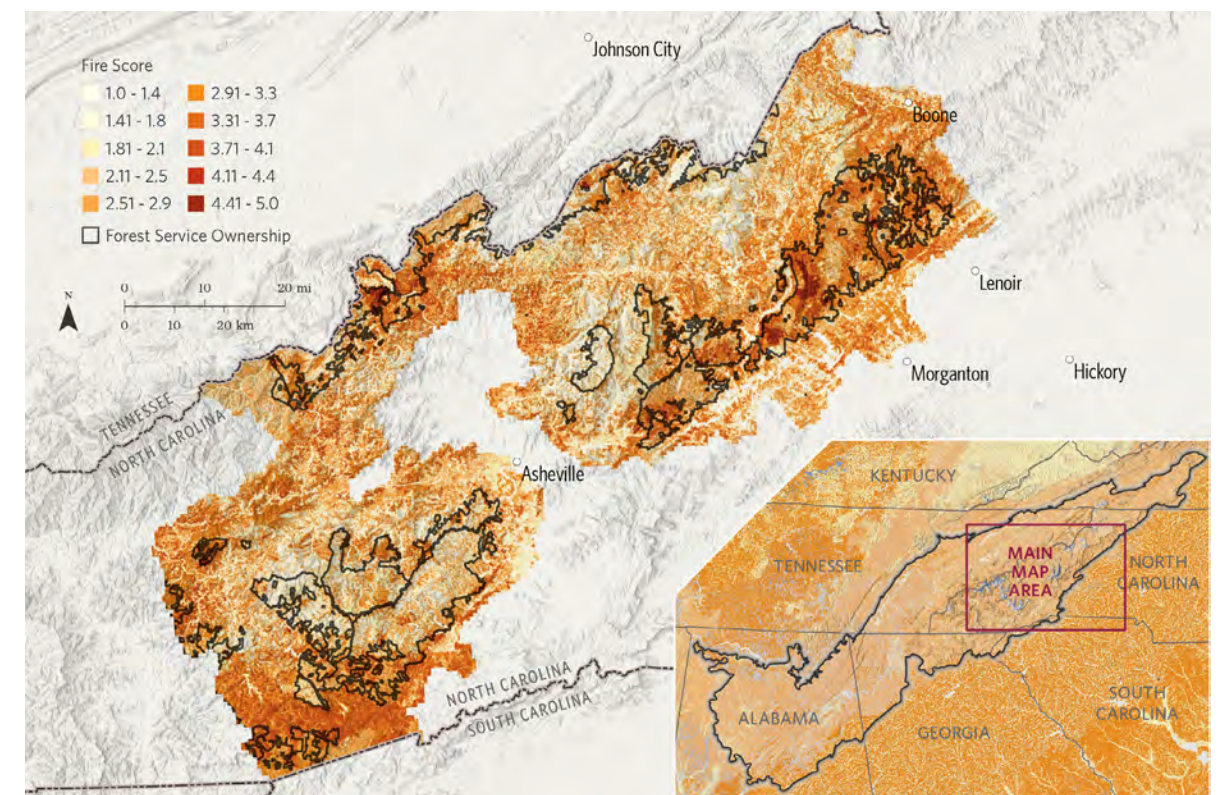 Johnson City
Fire Score
1.0 - 1.4
2.91 - 3.3
1.41 - 1.8
3.31 - 3.7
1.81 - 2.1
3.71 - 4.1
2.11 - 2.5
4.11 - 4.4
2.51 - 2.9
4.41 - 5.0
Forest Service Ownership
Boone
N
0 10 20 mi
0 10 20 km
Lenoir
Morganton
Hickory
TENNESSEE
NORTH CAROLINA
Asheville
NORTH CAROLINA
SOUTH CAROLINA
KENTUCKY
TENNESSEE
MAIN
MAP
AREA
NORTH
CAROLINA
ALABAMA
GEORGIA
SOUTH
CAROLINA